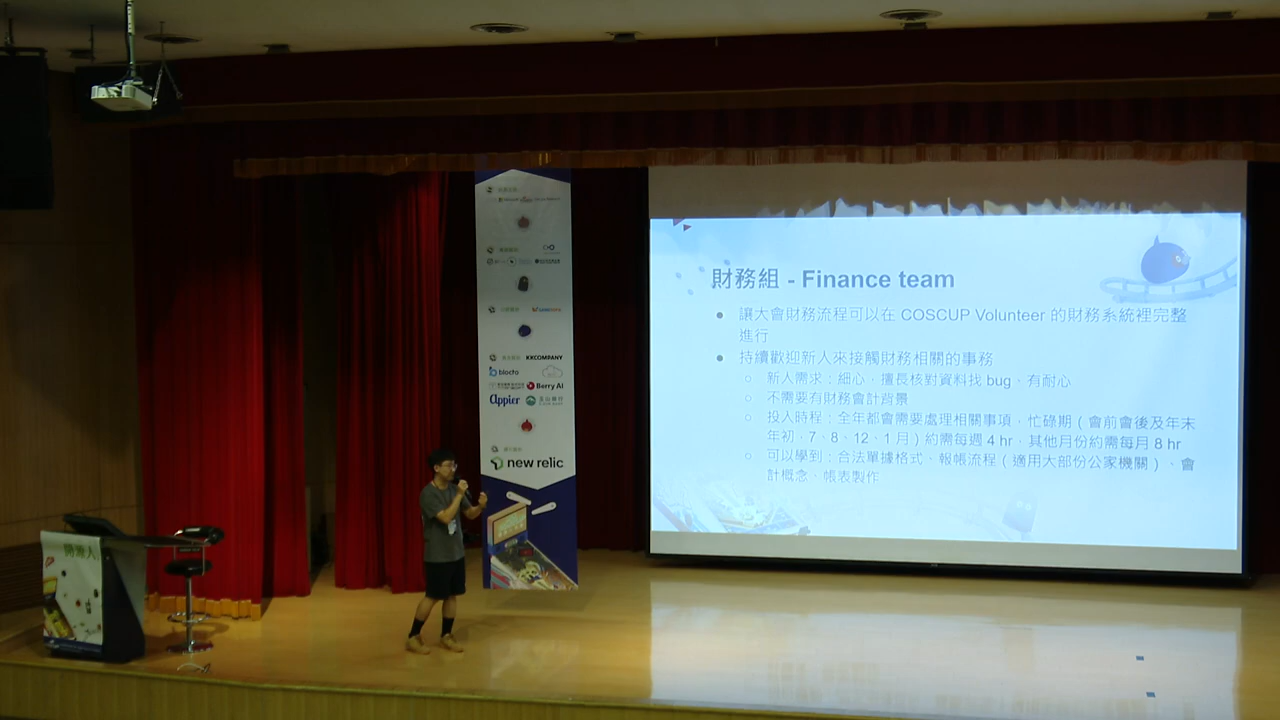 財務組 - Finance team
● 讓大會財務流程可以在 COSCUP Volunteer 的財務系統裡完整
進行
● 持續歡迎新人來接觸財務相關的事務
○ 新人需求：細心，擅長核對資料找 bug、有耐心
○ 不需要有財務會計背景
○ 投入時程：全年都會需要處理相關事項，忙碌期（會前會後及年末
年初，7、8、12、1 月）約需每週 4 hr，其他月份約需每月 8 hr
○ 可以學到：合法單據格式、報帳流程（適用大部份公家機關）、會
計概念、帳表製作
KKCOMPANY
blocto
Berry AI
Appier
new relic
開源人